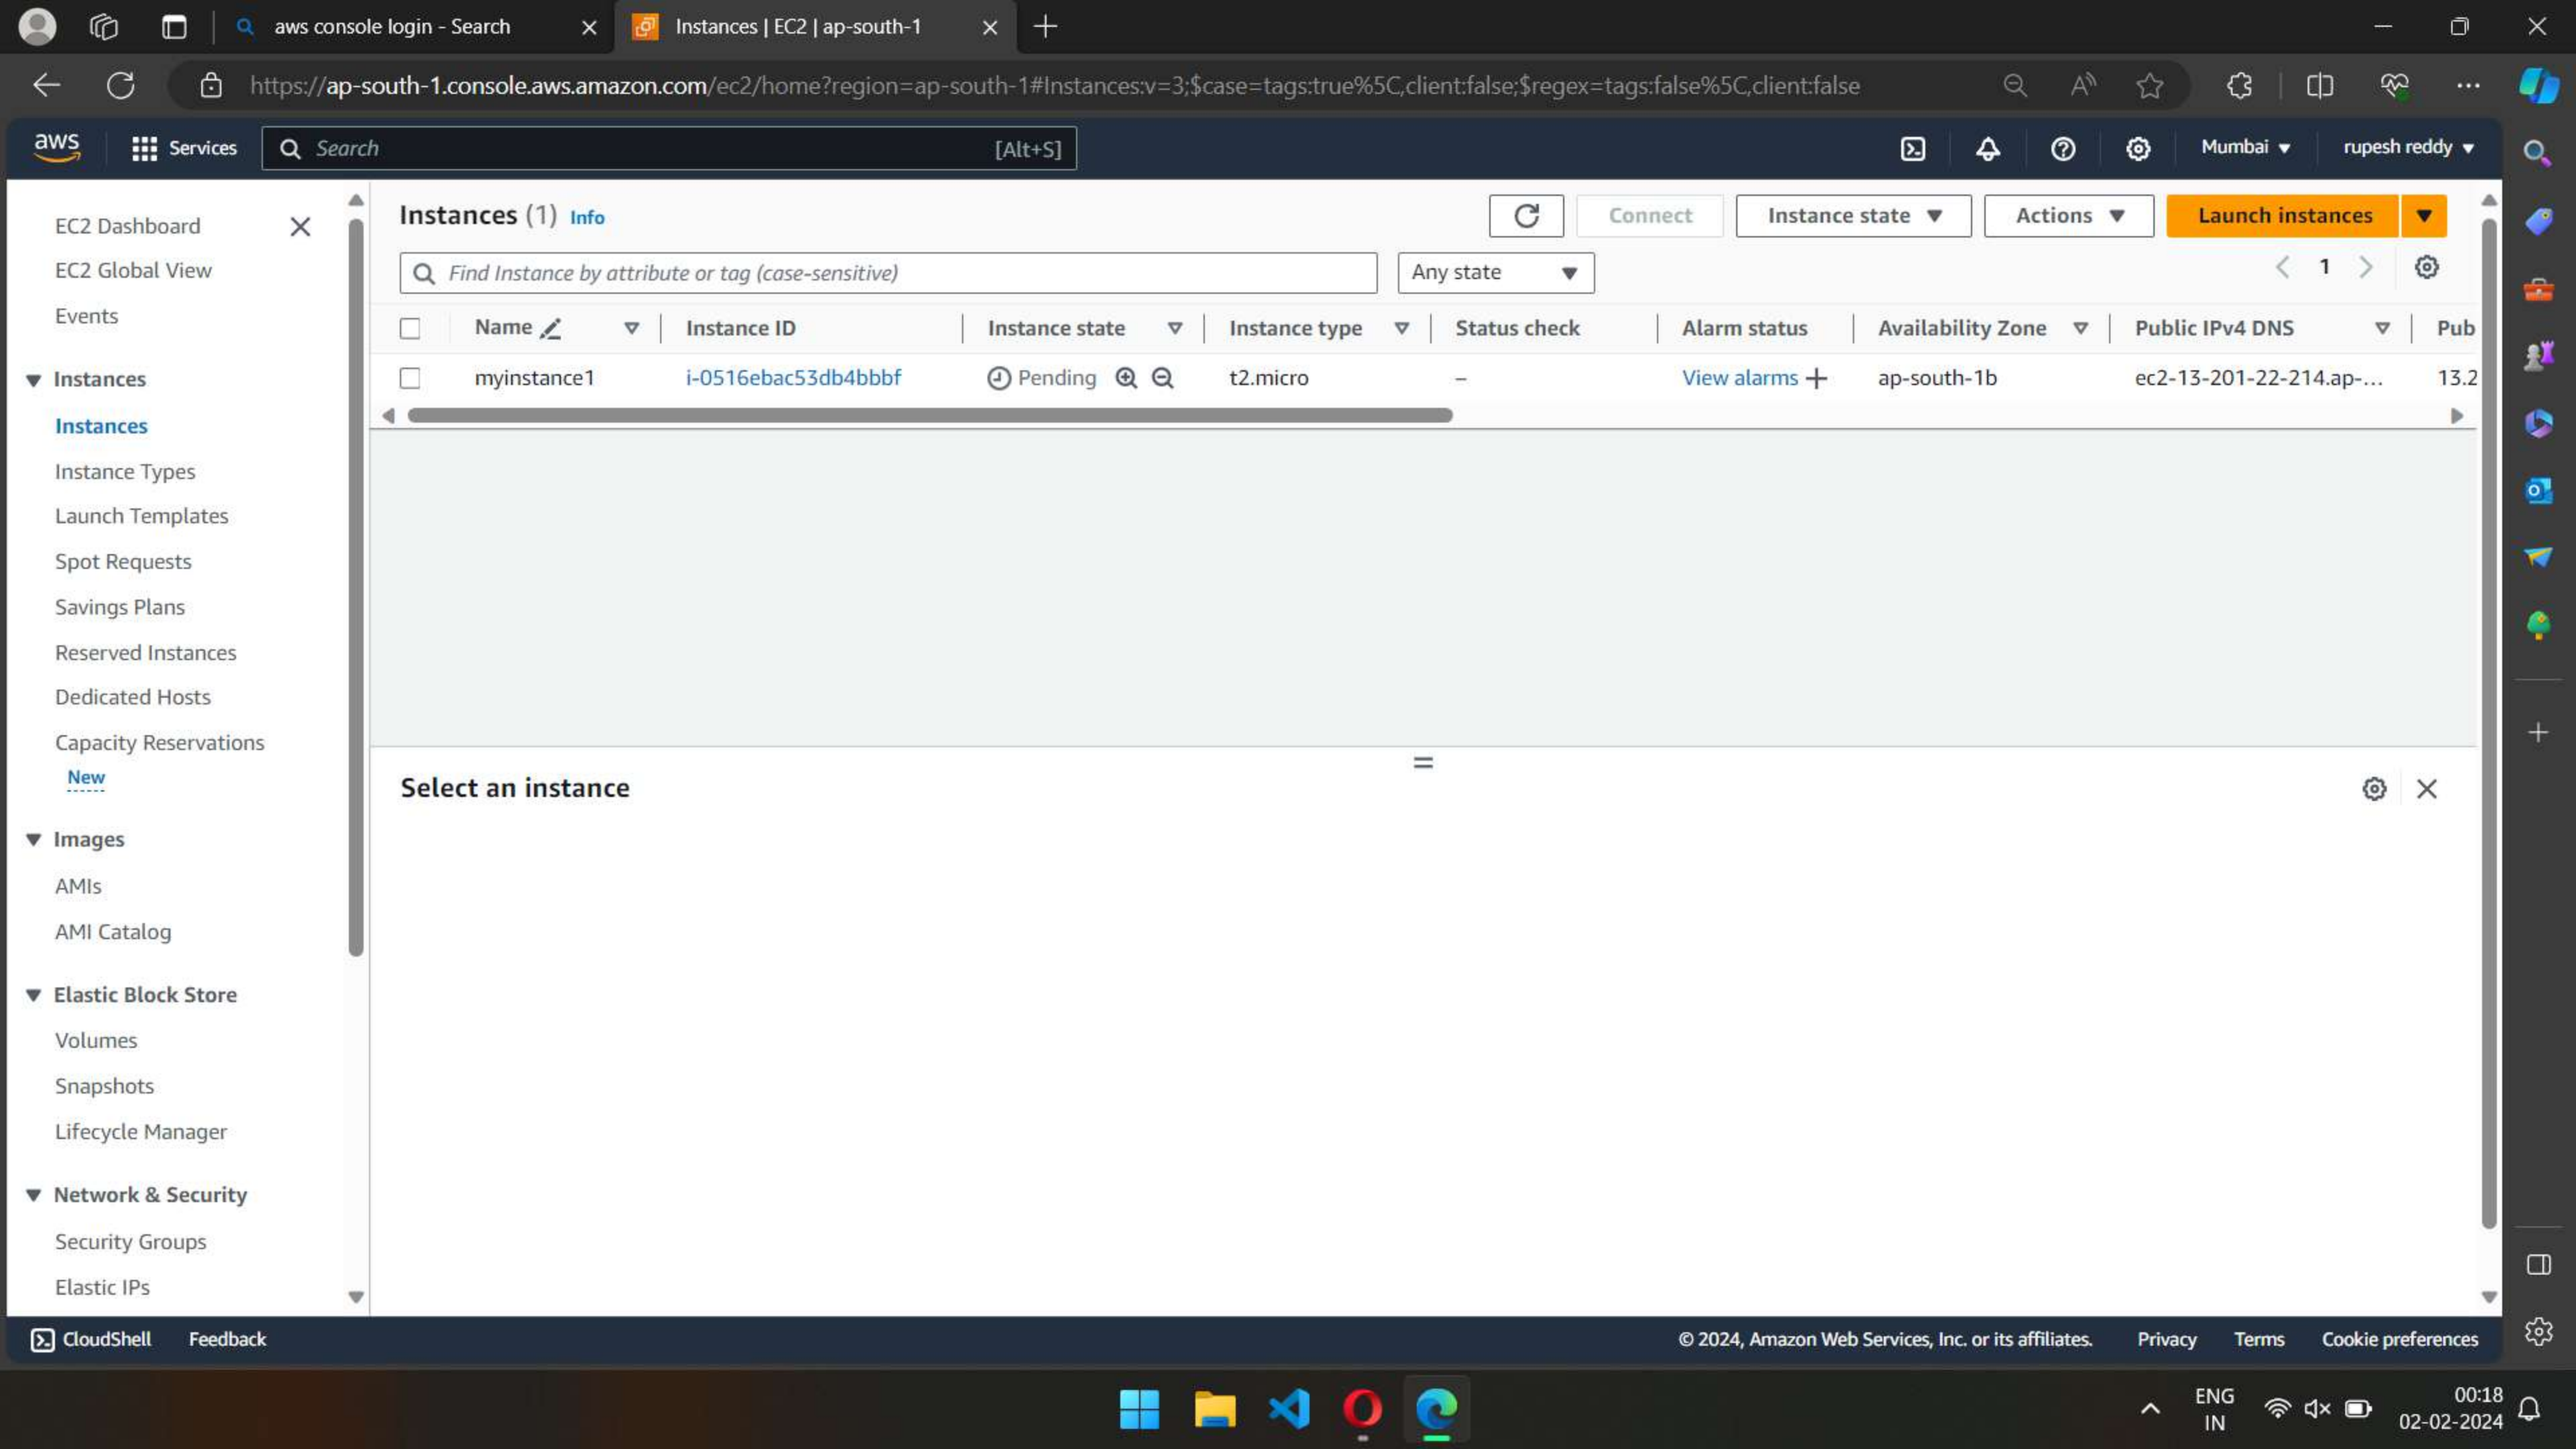 aws console login - Search
Instances | EC2 | ap-south-1
https://ap-south-1.console.aws.amazon.com/ec2/home?region=ap-south-1#Instances:v=3;$case=tags:true%5C,client:false;$regex=tags:false%5C,client:false
aws
Services
Search
[Alt+S]
Mumbai
rupesh reddy
EC2 Dashboard
EC2 Global View
Events
Instances
Instances
Instance Types
Launch Templates
Spot Requests
Savings Plans
Reserved Instances
Dedicated Hosts
Capacity Reservations
New
Images
AMIs
AMI Catalog
Elastic Block Store
Volumes
Snapshots
Lifecycle Manager
Network & Security
Security Groups
Elastic IPs
Instances (1) Info
Connect
Instance state
Actions
Launch instances
Find Instance by attribute or tag (case-sensitive)
Any state
1
Name Instance ID Instance state Instance type Status check Alarm status Availability Zone Public IPv4 DNS Pub
myinstance1 i-0516ebac53db4bbbf Pending t2.micro – View alarms + ap-south-1b ec2-13-201-22-214.ap-... 13.2
Select an instance
CloudShell Feedback
© 2024, Amazon Web Services, Inc. or its affiliates. Privacy Terms Cookie preferences
ENG
IN
00:18
02-02-2024